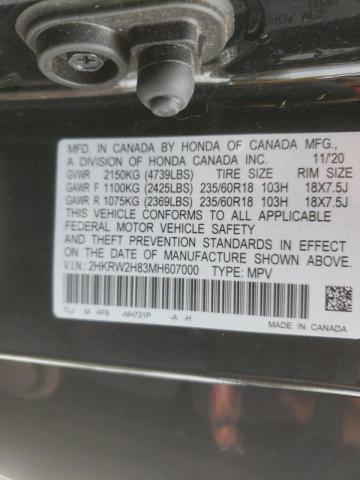 MFD. IN CANADA BY HONDA OF CANADA MFG.,
A DIVISION OF HONDA CANADA INC. 11/20
GVWR 2150KG (4739LBS) TIRE SIZE RIM SIZE
GAWR F 1100KG (2425LBS) 235/60R18 103H 18X7.5J
GAWR R 1075KG (2369LBS) 235/60R18 103H 18X7.5J
THIS VEHICLE CONFORMS TO ALL APPLICABLE
FEDERAL MOTOR VEHICLE SAFETY
AND THEFT PREVENTION STANDARDS IN EFFECT
ON THE DATE OF MANUFACTURE SHOWN ABOVE.
V.I.N.: 2HKRW2H83MH607000 TYPE: MPV
TLJ M AF9 -NH731P -A -H
MADE IN CANADA